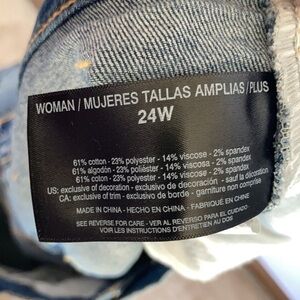 WOMAN / MUJERES TALLAS AMPLIAS / PLUS
24W
61% cotton - 23% polyester - 14% viscose - 2% spandex
61% algodón - 23% poliéster - 14% viscosa - 2% spandex
61% coton - 23% polyester - 14% viscose - 2% spandex
US: exclusive of decoration - exclusivo de decoración - sauf la décoration
CA: exclusive of trim - exclusivo de parte - garniture non comprise
MADE IN CHINA - HECHO EN CHINA - FABRIQUÉ EN CHINE
SEE REVERSE FOR CARE - VER AL REVERSO PARA EL CUIDADO
VOIR LES INSTRUCTIONS D'ENTRETIEN AU DOS